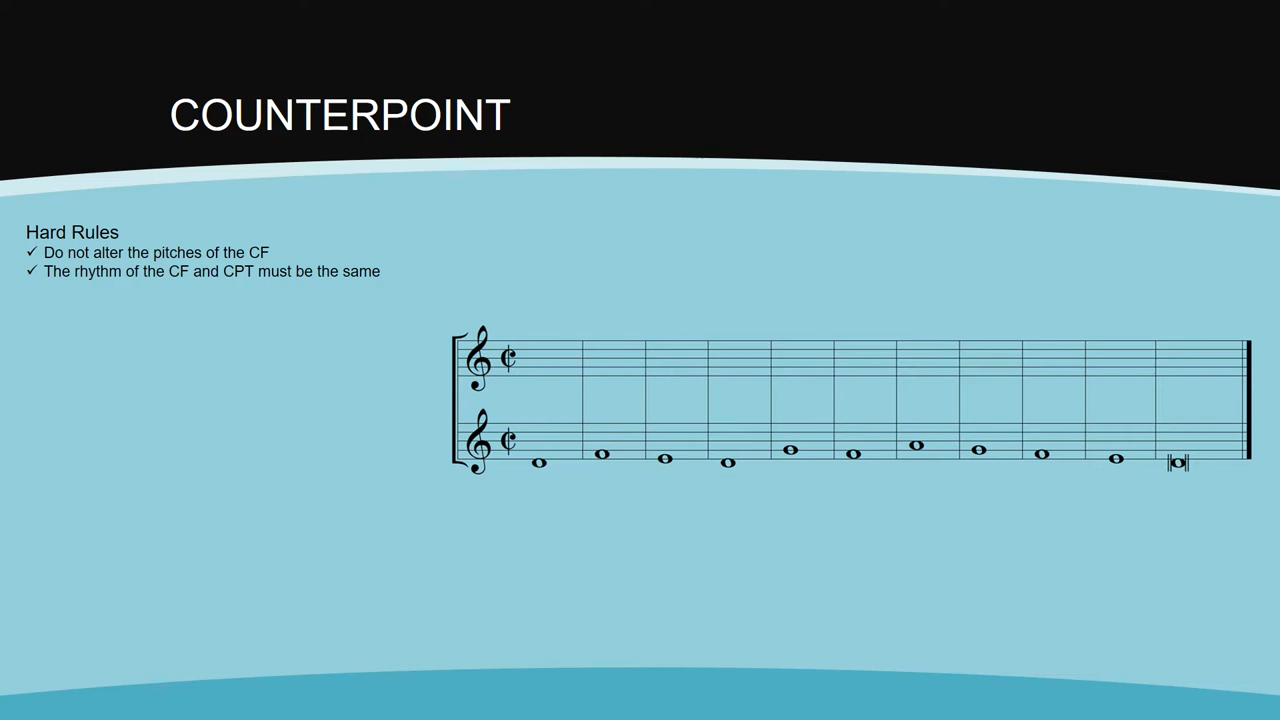 COUNTERPOINT
Hard Rules
✓ Do not alter the pitches of the CF
✓ The rhythm of the CF and CPT must be the same